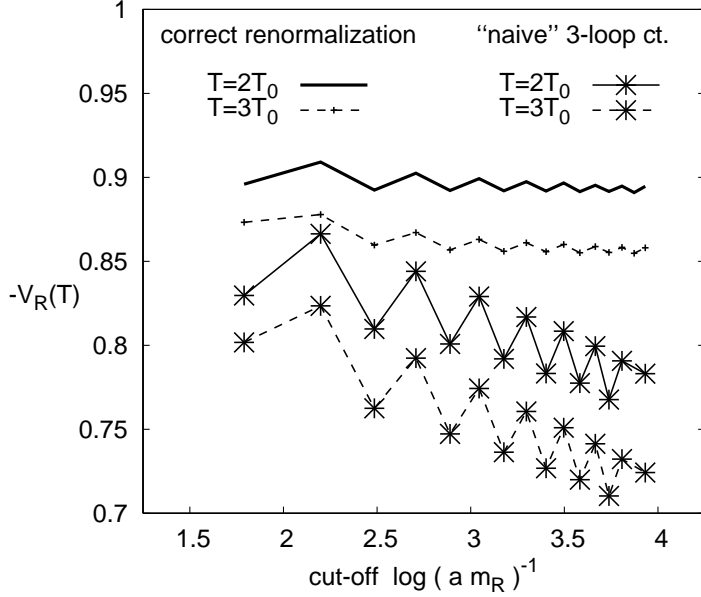 -1
correct renormalization "naive" 3-loop ct.
T=2T0 T=2T0
T=3T0 T=3T0
0.95
0.9
0.85
-VR(T)
0.8
0.75
0.7
1.5 2 2.5 3 3.5 4
cut-off log ( a mR )-1